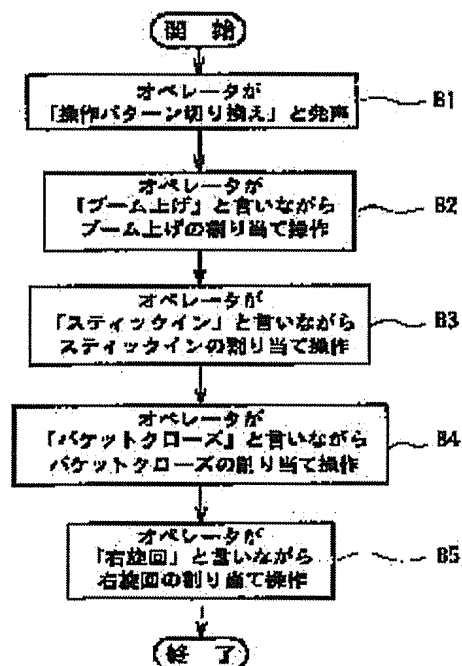 開 始
オペレータが
「操作パターン切り換え」と発声
B1
オペレータが
「ブーム上げ」と言いながら
ブーム上げの割り当て操作
B2
オペレータが
「スティックイン」と言いながら
スティックインの割り当て操作
B3
オペレータが
「バケットクローズ」と言いながら
バケットクローズの割り当て操作
B4
オペレータが
「右旋回」と言いながら
右旋回の割り当て操作
B5
終 了